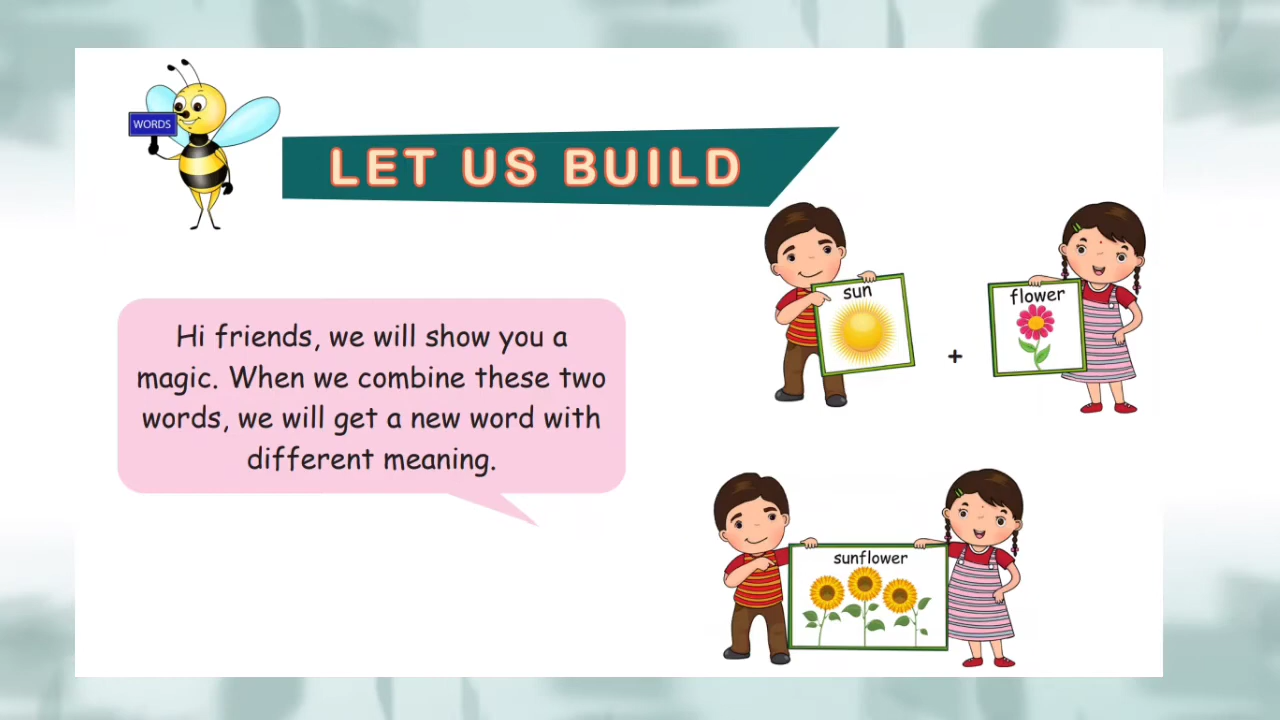 WORDS
LET US BUILD
Hi friends, we will show you a
magic. When we combine these two
words, we will get a new word with
different meaning.
sun
+
flower
sunflower